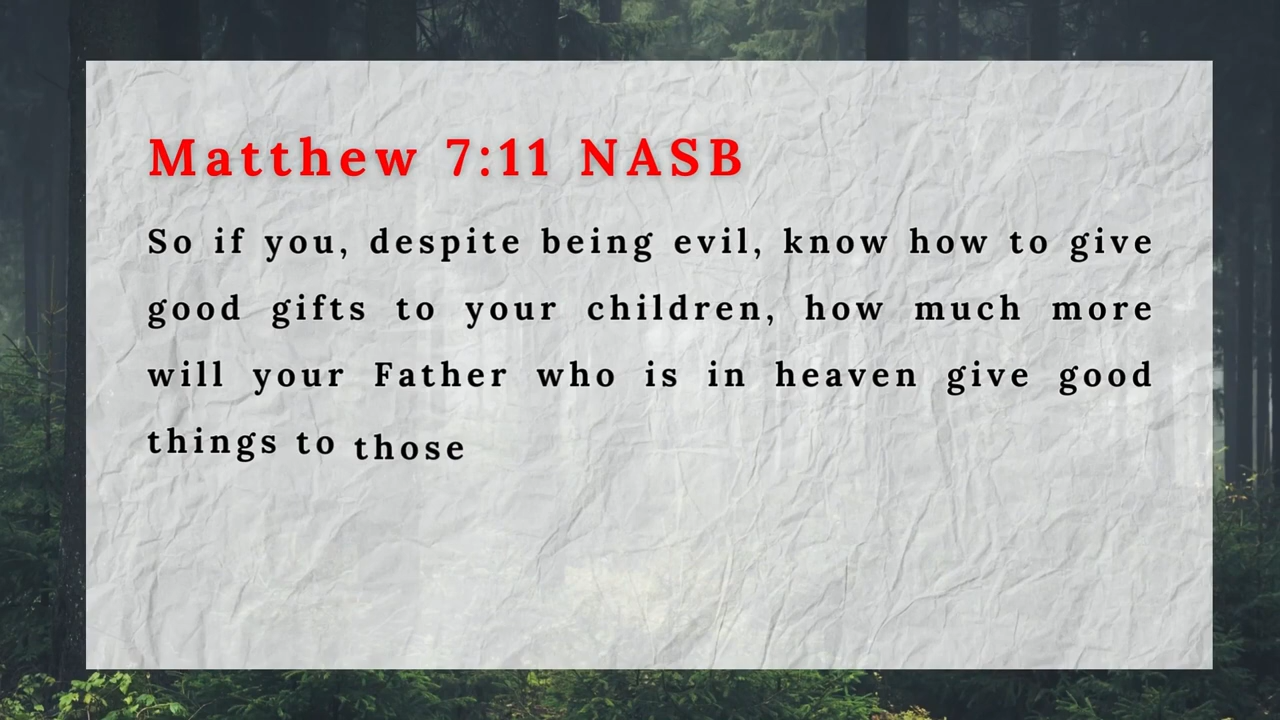 Matthew 7:11 NASB
So if you, despite being evil, know how to give
good gifts to your children, how much more
will your Father who is in heaven give good
things to those